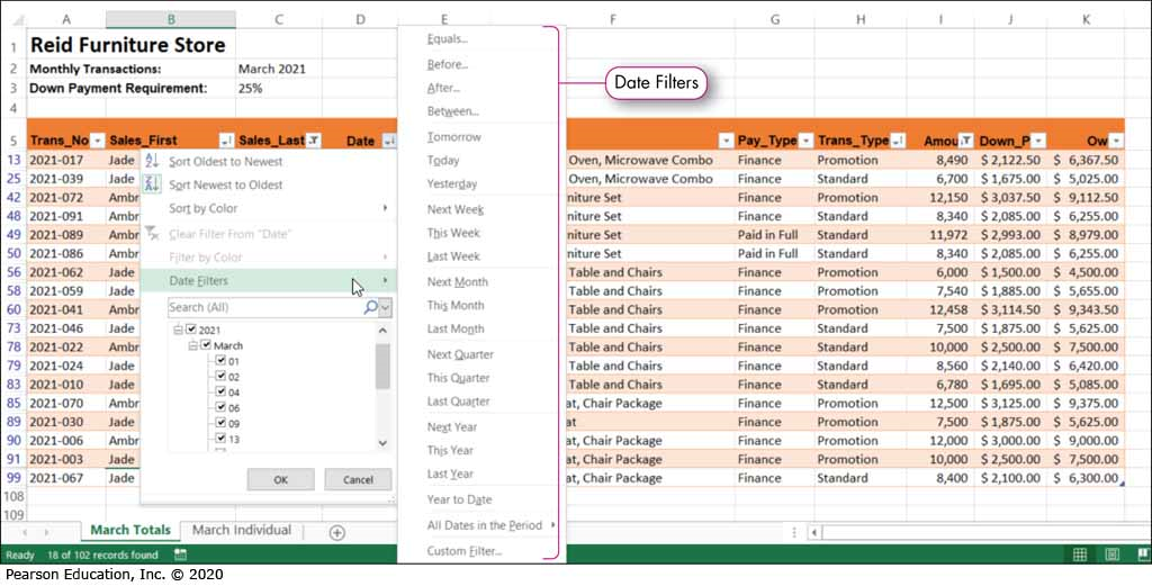 A B C D E F G H I J K
1 Reid Furniture Store
2 Monthly Transactions: March 2021
3 Down Payment Requirement: 25%
4
5 Trans_No Sales_First Sales_Last Date Pay_Type Trans_Type Amou Down_P Ow
13 2021-017 Jade Oven, Microwave Combo Finance Promotion 8,490 $ 2,122.50 $ 6,367.50
25 2021-039 Jade Oven, Microwave Combo Finance Standard 6,700 $ 1,675.00 $ 5,025.00
42 2021-072 Ambr niture Set Finance Promotion 12,150 $ 3,037.50 $ 9,112.50
48 2021-091 Ambr niture Set Finance Standard 8,340 $ 2,085.00 $ 6,255.00
49 2021-089 Ambr niture Set Paid in Full Standard 11,972 $ 2,993.00 $ 8,979.00
50 2021-086 Ambr niture Set Paid in Full Standard 8,340 $ 2,085.00 $ 6,255.00
56 2021-062 Jade Table and Chairs Finance Promotion 6,000 $ 1,500.00 $ 4,500.00
58 2021-059 Jade Table and Chairs Finance Promotion 7,540 $ 1,885.00 $ 5,655.00
60 2021-041 Ambr Table and Chairs Finance Promotion 12,458 $ 3,114.50 $ 9,343.50
73 2021-046 Jade Table and Chairs Finance Standard 7,500 $ 1,875.00 $ 5,625.00
78 2021-022 Ambr Table and Chairs Finance Standard 10,000 $ 2,500.00 $ 7,500.00
79 2021-024 Jade Table and Chairs Finance Standard 8,560 $ 2,140.00 $ 6,420.00
83 2021-010 Jade Table and Chairs Finance Standard 6,780 $ 1,695.00 $ 5,085.00
85 2021-070 Ambr at, Chair Package Finance Promotion 12,500 $ 3,125.00 $ 9,375.00
89 2021-030 Jade at Finance Promotion 7,500 $ 1,875.00 $ 5,625.00
90 2021-006 Ambr at, Chair Package Finance Promotion 12,000 $ 3,000.00 $ 9,000.00
91 2021-003 Jade at, Chair Package Finance Promotion 10,000 $ 2,500.00 $ 7,500.00
99 2021-067 Jade at, Chair Package Finance Standard 8,400 $ 2,100.00 $ 6,300.00
108
109
Sort Oldest to Newest
Sort Newest to Oldest
Sort by Color
Clear Filter From "Date"
Filter by Color
Date Filters
Search (All)
2021
March
01
02
04
06
09
13
OK Cancel
Equals...
Before...
After...
Between...
Tomorrow
Today
Yesterday
Next Week
This Week
Last Week
Next Month
This Month
Last Month
Next Quarter
This Quarter
Last Quarter
Next Year
This Year
Last Year
Year to Date
All Dates in the Period
Custom Filter...
Date Filters
March Totals March Individual
Ready 18 of 102 records found
Pearson Education, Inc. © 2020